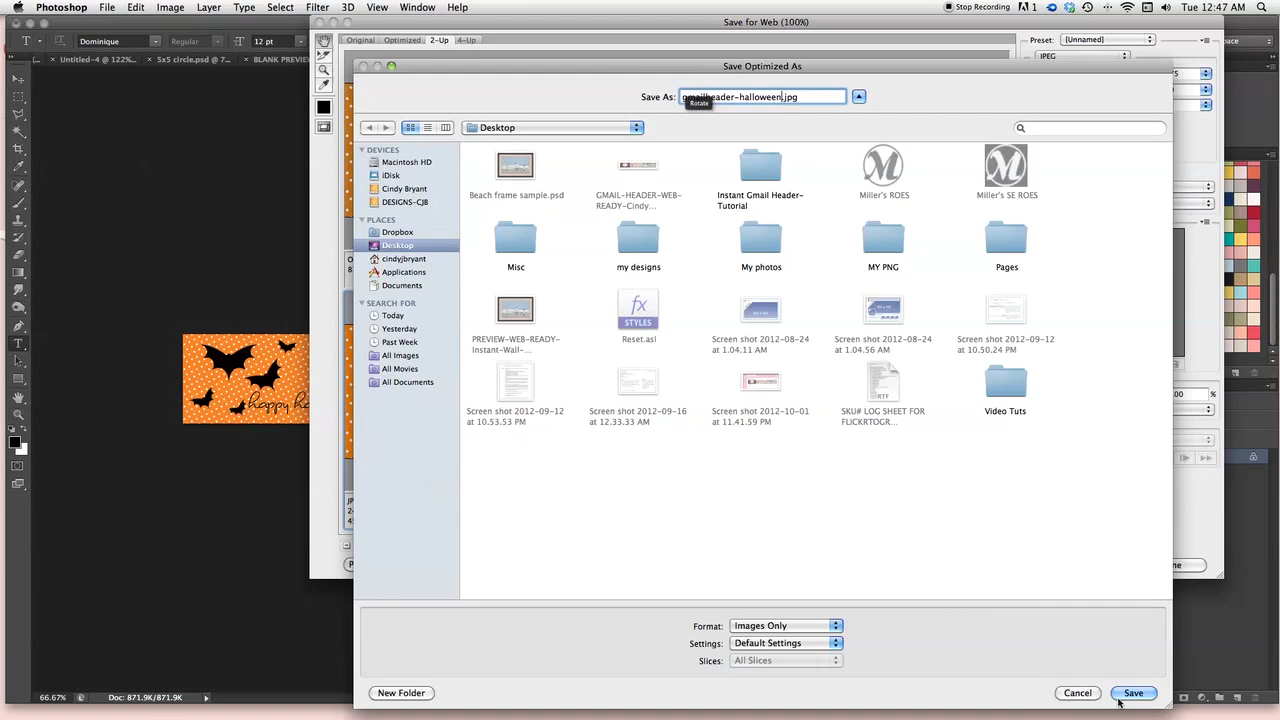 Photoshop File Edit Image Layer Type Select Filter 3D View Window Help
Stop Recording 1 Tue 12:47 AM
Save for Web (100%)
T Dominique Regular 12 pt
Original Optimized 2-Up 4-Up
Preset: [Unnamed]
JPEG
Untitled-4 @ 122%... 5x5 circle.psd @ 7... BLANK PREVIEW
Save Optimized As
Save As: gmailheader-halloween.jpg
Rotate
Desktop
DEVICES
Macintosh HD
iDisk
Cindy Bryant
DESIGNS-CJB
PLACES
Dropbox
Desktop
cindyjbryant
Applications
Documents
SEARCH FOR
Today
Yesterday
Past Week
All Images
All Movies
All Documents
Beach frame sample.psd
GMAIL-HEADER-WEB-
READY-Cindy...
Instant Gmail Header-
Tutorial
Miller's ROES
Miller's SE ROES
Misc
my designs
My photos
MY PNG
Pages
PREVIEW-WEB-READY-
Instant-Wall-...
fx
STYLES
Reset.asl
Screen shot 2012-08-24
at 1.04.11 AM
Screen shot 2012-08-24
at 1.04.56 AM
Screen shot 2012-09-12
at 10.50.24 PM
Screen shot 2012-09-12
at 10.53.53 PM
Screen shot 2012-09-16
at 12.33.33 AM
Screen shot 2012-10-01
at 11.41.59 PM
RTF
SKU# LOG SHEET FOR
FLICKRTOGR...
Video Tuts
happy h
Format: Images Only
Settings: Default Settings
Slices: All Slices
New Folder Cancel Save
66.67% Doc: 871.9K/871.9K